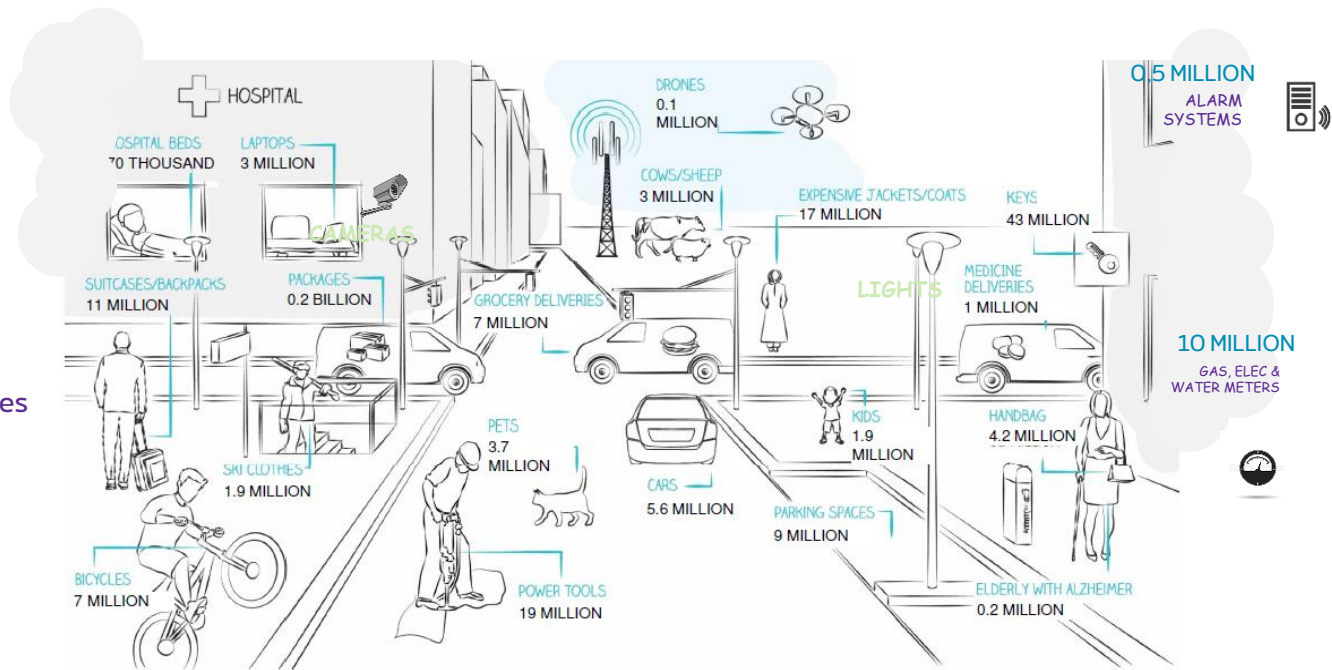 HOSPITAL
OSPITAL BEDS
70 THOUSAND
LAPTOPS
3 MILLION
CAMERAS
DRONES
0.1
MILLION
COWS/SHEEP
3 MILLION
EXPENSIVE JACKETS/COATS
17 MILLION
KEYS
43 MILLION
0,5 MILLION
ALARM
SYSTEMS
SUITCASES/BACKPACKS
11 MILLION
PACKAGES
0.2 BILLION
GROCERY DELIVERIES
7 MILLION
LIGHTS
MEDICINE
DELIVERIES
1 MILLION
10 MILLION
GAS, ELEC &
WATER METERS
es
SKI CLOTHES
1.9 MILLION
PETS
3.7
MILLION
CARS
5.6 MILLION
KIDS
1.9
MILLION
HANDBAG
4.2 MILLION
PARKING SPACES
9 MILLION
BICYCLES
7 MILLION
POWER TOOLS
19 MILLION
ELDERLY WITH ALZHEIMER
0.2 MILLION